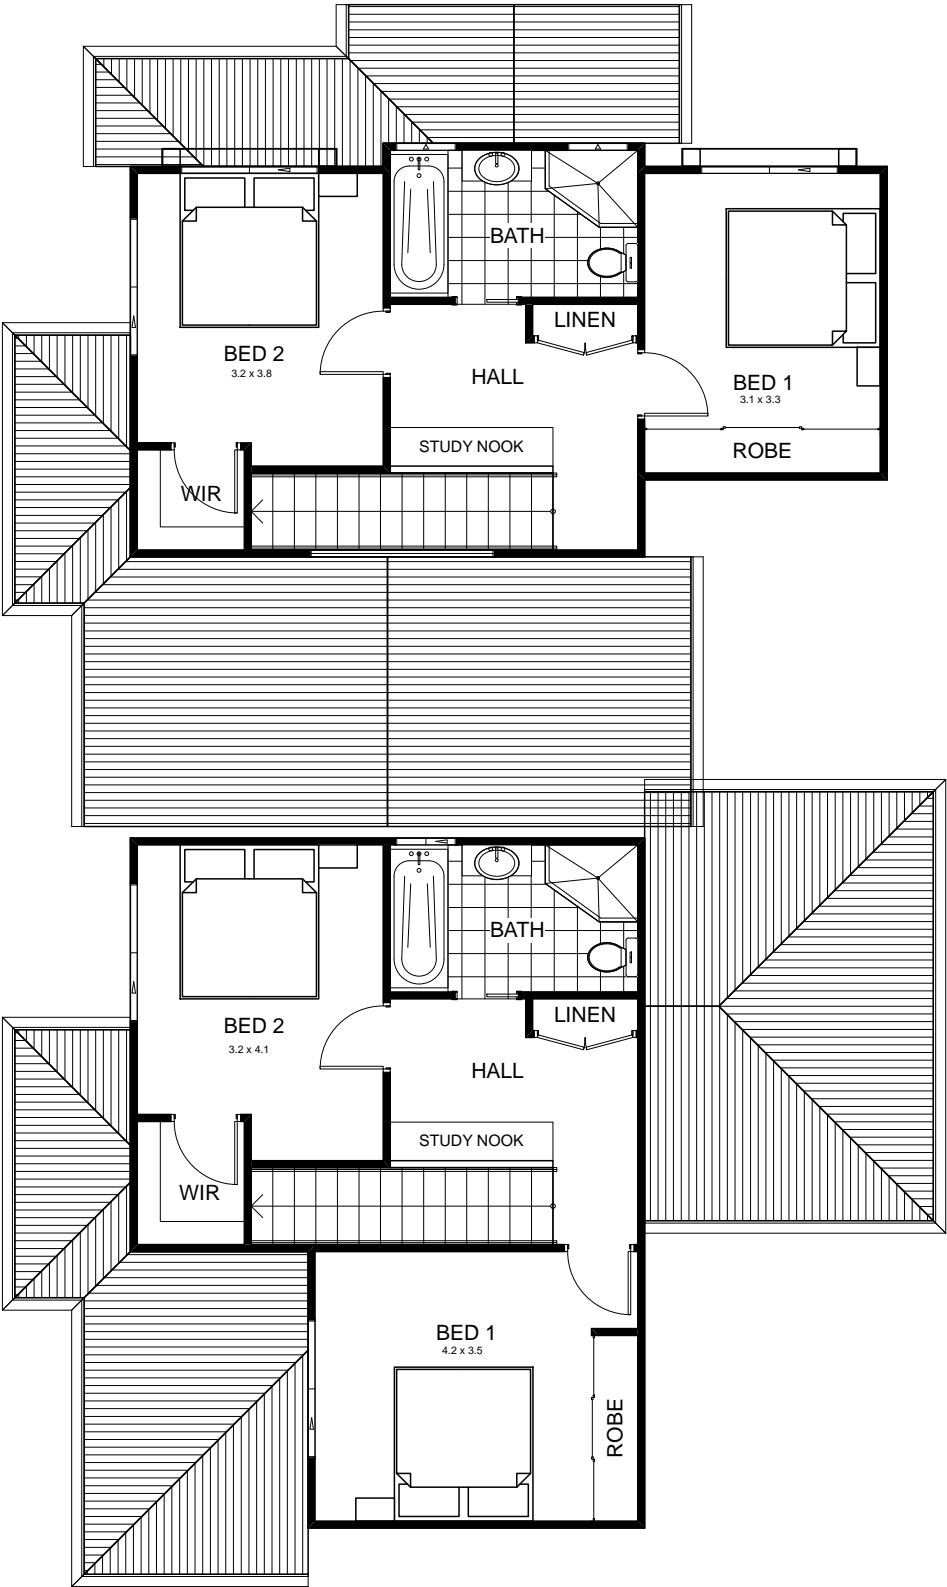 BATH
LINEN
BED 2
3.2 x 3.8
HALL
BED 1
3.1 x 3.3
STUDY NOOK
ROBE
WIR
BATH
LINEN
BED 2
3.2 x 4.1
HALL
STUDY NOOK
WIR
BED 1
4.2 x 3.5
ROBE